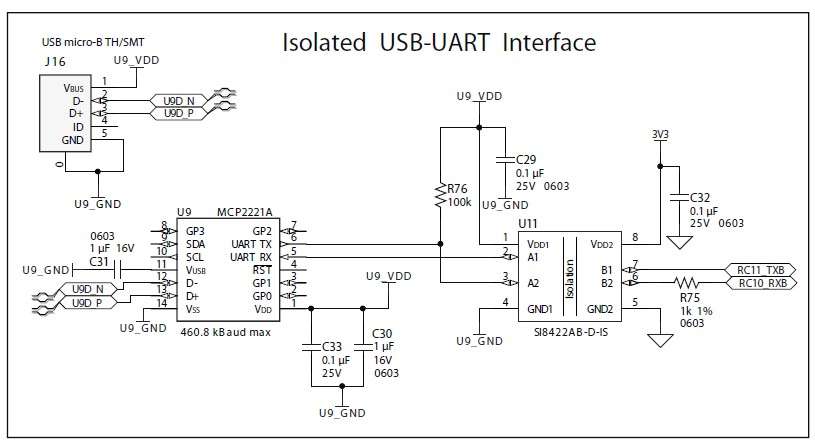 Isolated USB-UART Interface
USB micro-B TH/SMT
J16
U9_VDD
VBUS 1
D- 2 U9D_N
D+ 3 U9D_P
ID 4
GND 5
0
U9_GND
U9_VDD
C29
0.1 µF
25V 0603
U9_GND
R76
100k
3V3
C32
0.1 µF
25V 0603
U9 MCP2221A
8 GP3 GP2 7
9 SDA UART TX 6
10 SCL UART RX 5
11 VUSB RST 4
12 D- GP1 3
13 D+ GP0 2
14 VSS VDD 1
460.8 kBaud max
0603
1 µF 16V
C31
U9_GND
U9D_N
U9D_P
U9_GND
U9_VDD
C33
0.1 µF
25V
C30
1 µF
16V
0603
U9_GND
U11
1 VDD1 VDD2 8
2 A1 B1 7
3 A2 B2 6
4 GND1 GND2 5
Isolation
SI8422AB-D-IS
U9_GND
RC11_TXB
RC10_RXB
R75
1k 1%
0603